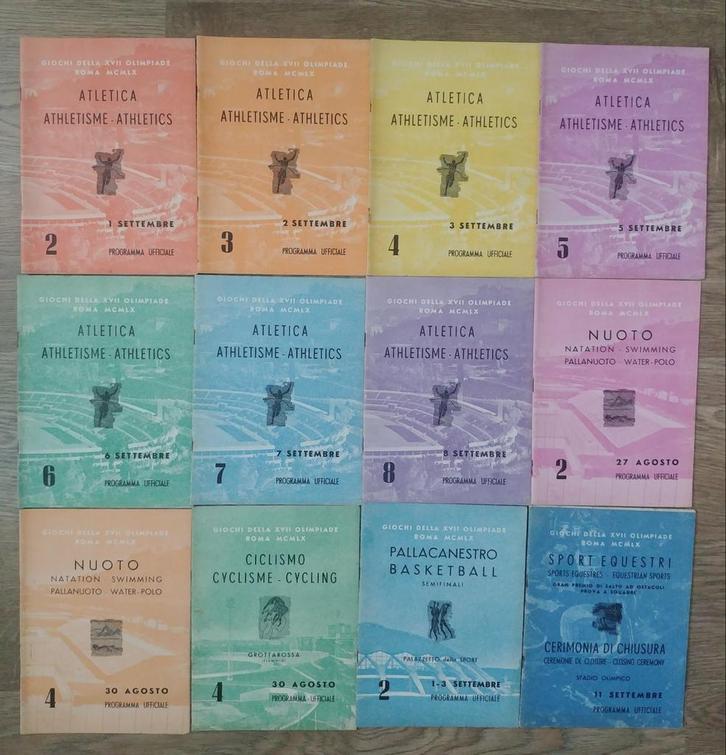 GIOCHI DELLA XVII OLIMPIADE
ROMA MCMLX
ATLETICA
ATHLETISME - ATHLETICS
1 SETTEMBRE
2
PROGRAMMA UFFICIALE
GIOCHI DELLA XVII OLIMPIADE
ROMA MCMLX
ATLETICA
ATHLETISME - ATHLETICS
2 SETTEMBRE
3
PROGRAMMA UFFICIALE
GIOCHI DELLA XVII OLIMPIADE
ROMA MCMLX
ATLETICA
ATHLETISME - ATHLETICS
3 SETTEMBRE
4
PROGRAMMA UFFICIALE
GIOCHI DELLA XVII OLIMPIADE
ROMA MCMLX
ATLETICA
ATHLETISME - ATHLETICS
5 SETTEMBRE
5
PROGRAMMA UFFICIALE
GIOCHI DELLA XVII OLIMPIADE
ROMA MCMLX
ATLETICA
ATHLETISME - ATHLETICS
6 SETTEMBRE
6
PROGRAMMA UFFICIALE
GIOCHI DELLA XVII OLIMPIADE
ROMA MCMLX
ATLETICA
ATHLETISME - ATHLETICS
7 SETTEMBRE
7
PROGRAMMA UFFICIALE
GIOCHI DELLA XVII OLIMPIADE
ROMA MCMLX
ATLETICA
ATHLETISME - ATHLETICS
8 SETTEMBRE
8
PROGRAMMA UFFICIALE
GIOCHI DELLA XVII OLIMPIADE
ROMA MCMLX
NUOTO
NATATION - SWIMMING
PALLANUOTO - WATER-POLO
27 AGOSTO
2
PROGRAMMA UFFICIALE
GIOCHI DELLA XVII OLIMPIADE
ROMA MCMLX
NUOTO
NATATION SWIMMING
PALLANUOTO - WATER-POLO
30 AGOSTO
4
PROGRAMMA UFFICIALE
GIOCHI DELLA XVII OLIMPIADE
ROMA MCMLX
CICLISMO
CYCLISME - CYCLING
GROTTAROSSA
30 AGOSTO
4
PROGRAMMA UFFICIALE
GIOCHI DELLA XVII OLIMPIADE
ROMA MCMLX
PALLACANESTRO
BASKETBALL
SEMIFINALI
PALAZZETTO dello SPORT
1-3 SETTEMBRE
2
PROGRAMMA UFFICIALE
GIOCHI DELLA XVII OLIMPIADE
ROMA MCMLX
SPORT EQUESTRI
SPORTS EQUESTRES - EQUESTRIAN SPORTS
GRAN PREMIO DI SALTO AD OSTACOLI
PROVA A SQUADRE
CERIMONIA DI CHIUSURA
CEREMONIE DE CLOTURE - CLOSING CEREMONY
STADIO OLIMPICO
11 SETTEMBRE
PROGRAMMA UFFICIALE